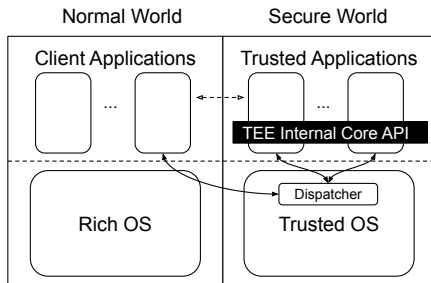 Normal World
Secure World
Client Applications
Trusted Applications
...
...
TEE Internal Core API
Dispatcher
Rich OS
Trusted OS